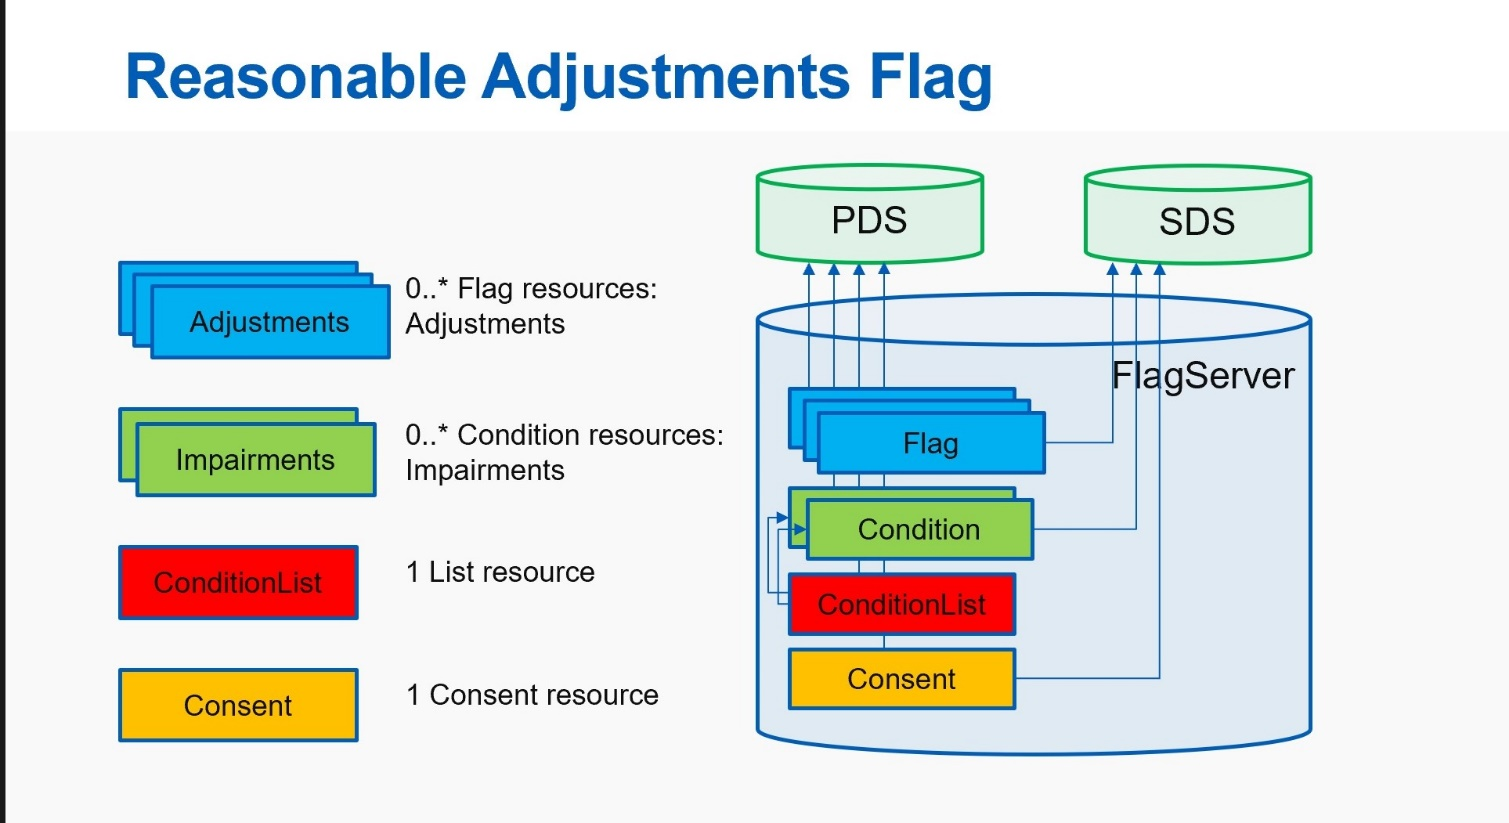 Reasonable Adjustments Flag
Adjustments
0..* Flag resources:
Adjustments
Impairments
0..* Condition resources:
Impairments
ConditionList
1 List resource
Consent
1 Consent resource
PDS
SDS
FlagServer
Flag
Condition
ConditionList
Consent